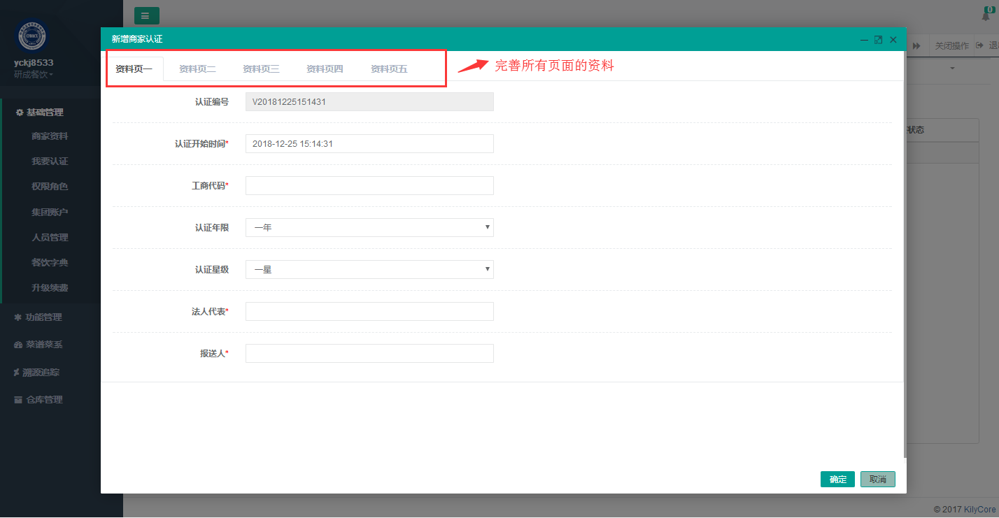 0
yckj8533
研成餐饮
关闭操作
新增商家认证
资料页一 资料页二 资料页三 资料页四 资料页五
完善所有页面的资料
认证编号 V20181225151431
认证开始时间* 2018-12-25 15:14:31
工商代码*
认证年限 一年
认证星级 一星
法人代表*
报送人*
确定 取消
状态
基础管理
商家资料
我要认证
权限角色
集团账户
人员管理
餐饮字典
升级续费
功能管理
菜谱菜系
溯源追踪
仓库管理
© 2017 KilyCore